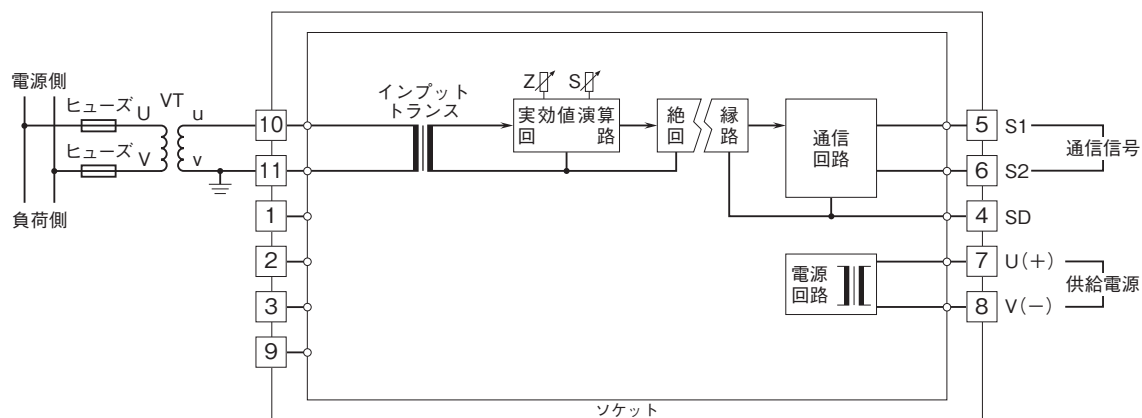 電源側
ヒューズ
U
VT
u
ヒューズ
V
v
負荷側
10
11
1
2
3
9
インプット
トランス
Z
S
実効値演算
回路
絶縁
回路
通信
回路
電源
回路
5
S1
6
S2
通信信号
4
SD
7
U(+)
8
V(−)
供給電源
ソケット